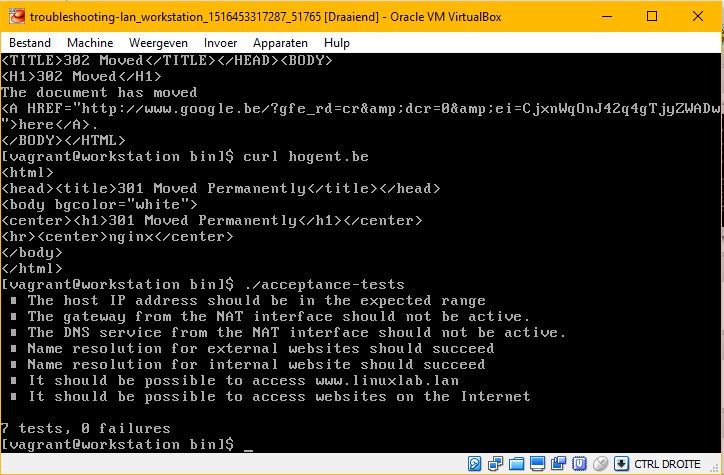 troubleshooting-lan_workstation_1516453317287_51765 [Draaiend] - Oracle VM VirtualBox
Bestand Machine Weergeven Invoer Apparaten Hulp
<TITLE>302 Moved</TITLE></HEAD><BODY>
<H1>302 Moved</H1>
The document has moved
<A HREF="http://www.google.be/?gfe_rd=cr&amp;dcr=0&amp;ei=CjxnWqOnJ42q4gTjyZWADw
">here</A>.
</BODY></HTML>
[vagrant@workstation bin]$ curl hogent.be
<html>
<head><title>301 Moved Permanently</title></head>
<body bgcolor="white">
<center><h1>301 Moved Permanently</h1></center>
<hr><center>nginx</center>
</body>
</html>
[vagrant@workstation bin]$ ./acceptance-tests
The host IP address should be in the expected range
The gateway from the NAT interface should not be active.
The DNS service from the NAT interface should not be active.
Name resolution for external websites should succeed
Name resolution for internal website should succeed
It should be possible to access www.linuxlab.lan
It should be possible to access websites on the Internet
7 tests, 0 failures
[vagrant@workstation bin]$ _
CTRL DROITE